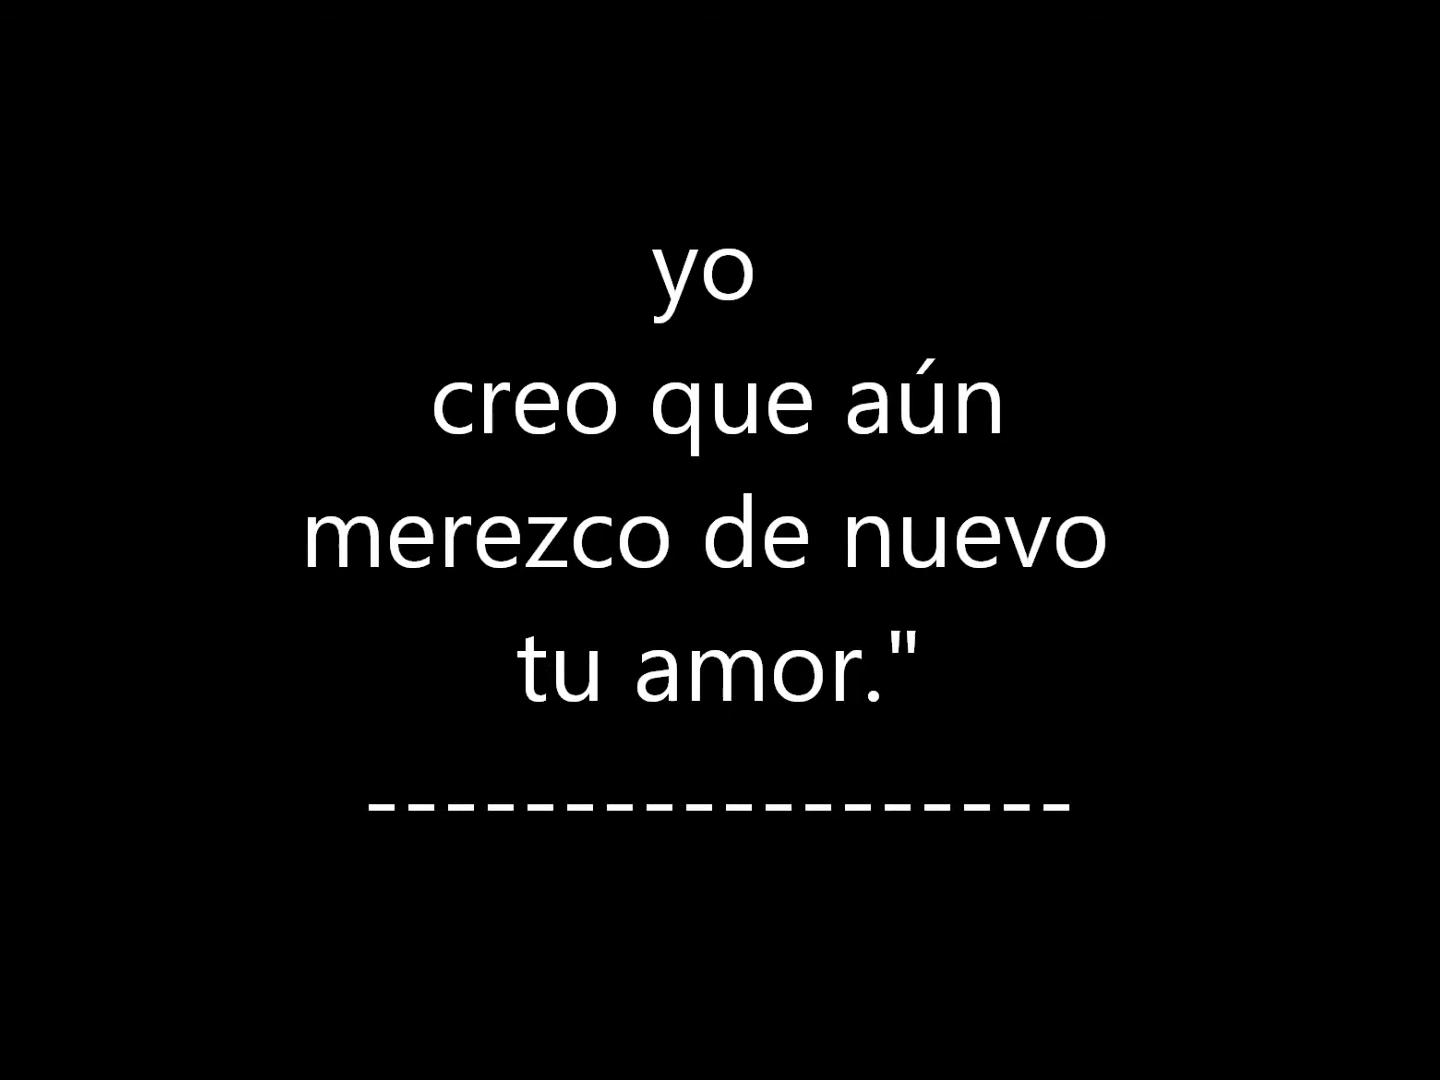 yo
creo que aún
merezco de nuevo
tu amor."
------------------